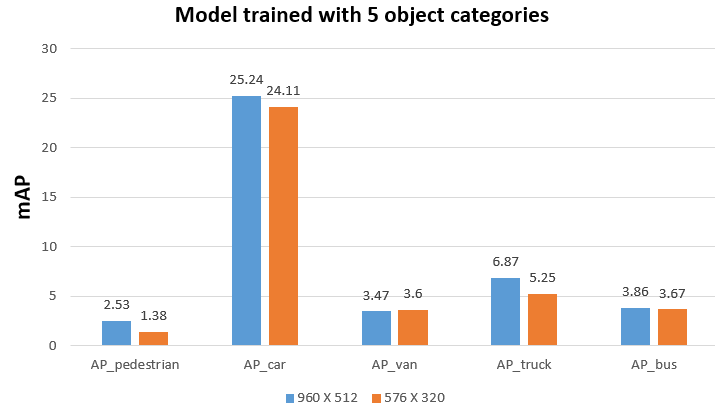 Model trained with 5 object categories
30
25
20
15
10
5
0
mAP
25.24
24.11
2.53
1.38
3.47
3.6
6.87
5.25
3.86
3.67
AP_pedestrian
AP_car
AP_van
AP_truck
AP_bus
960 X 512
576 X 320